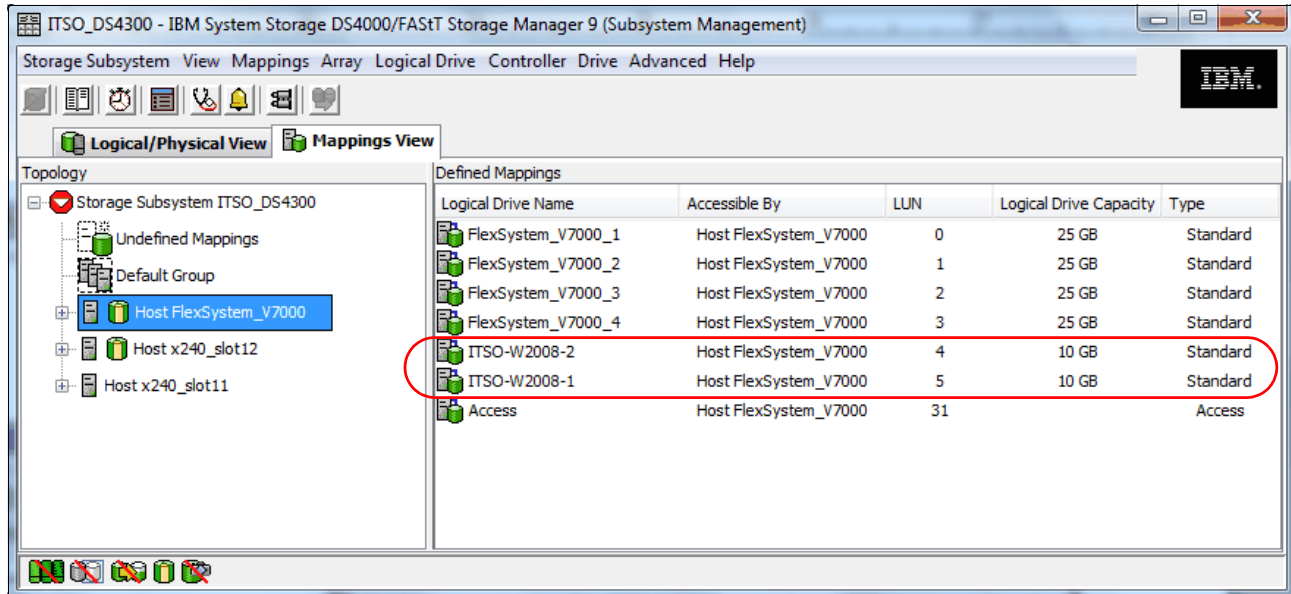 ITSO_DS4300 - IBM System Storage DS4000/FAStT Storage Manager 9 (Subsystem Management)
Storage Subsystem View Mappings Array Logical Drive Controller Drive Advanced Help
IBM.
Logical/Physical View Mappings View
Topology
Storage Subsystem ITSO_DS4300
Undefined Mappings
Default Group
Host FlexSystem_V7000
Host x240_slot12
Host x240_slot11
Defined Mappings
Logical Drive Name Accessible By LUN Logical Drive Capacity Type
FlexSystem_V7000_1 Host FlexSystem_V7000 0 25 GB Standard
FlexSystem_V7000_2 Host FlexSystem_V7000 1 25 GB Standard
FlexSystem_V7000_3 Host FlexSystem_V7000 2 25 GB Standard
FlexSystem_V7000_4 Host FlexSystem_V7000 3 25 GB Standard
ITSO-W2008-2 Host FlexSystem_V7000 4 10 GB Standard
ITSO-W2008-1 Host FlexSystem_V7000 5 10 GB Standard
Access Host FlexSystem_V7000 31 Access